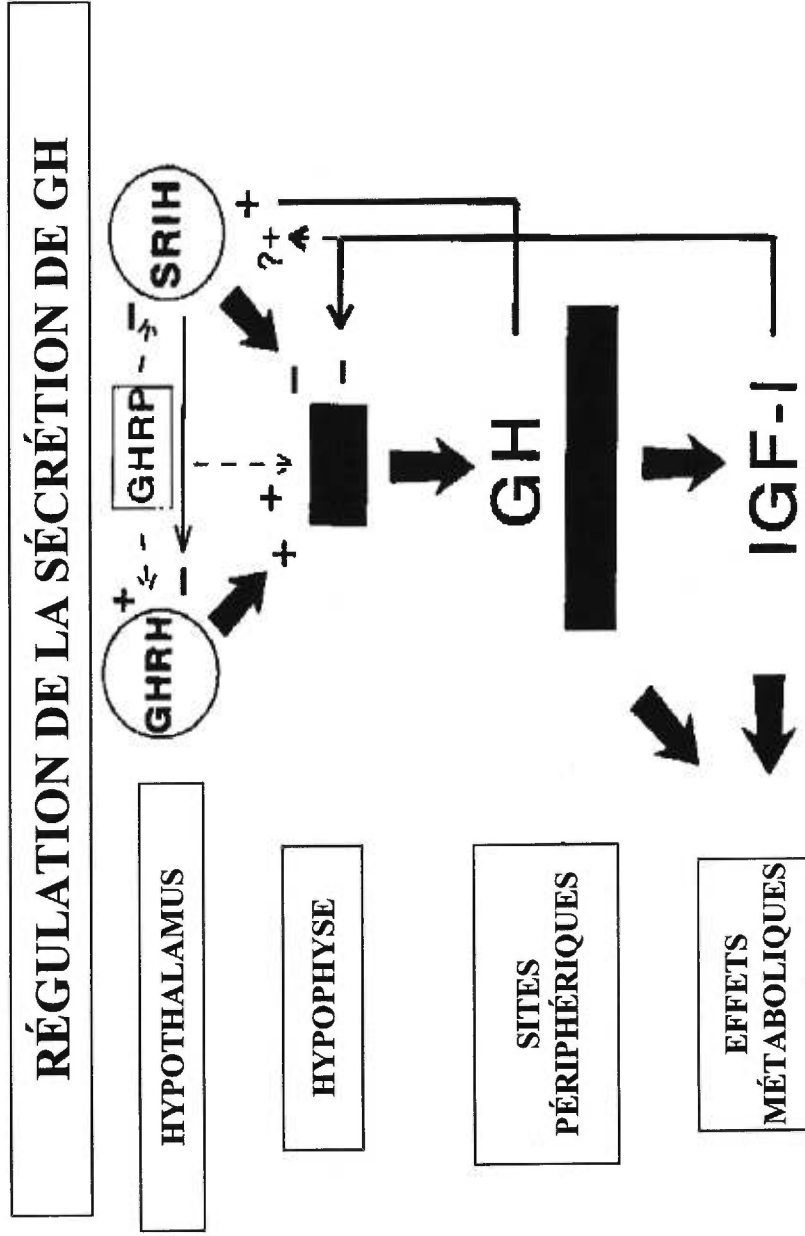 RÉGULATION DE LA SÉCRÉTION DE GH
HYPOTHALAMUS
GHRH
+
-
GHRP
-
SRIH
+
?+
HYPOPHYSE
+
+
-
-
SITES
PÉRIPHÉRIQUES
GH
EFFETS
MÉTABOLIQUES
IGF-I